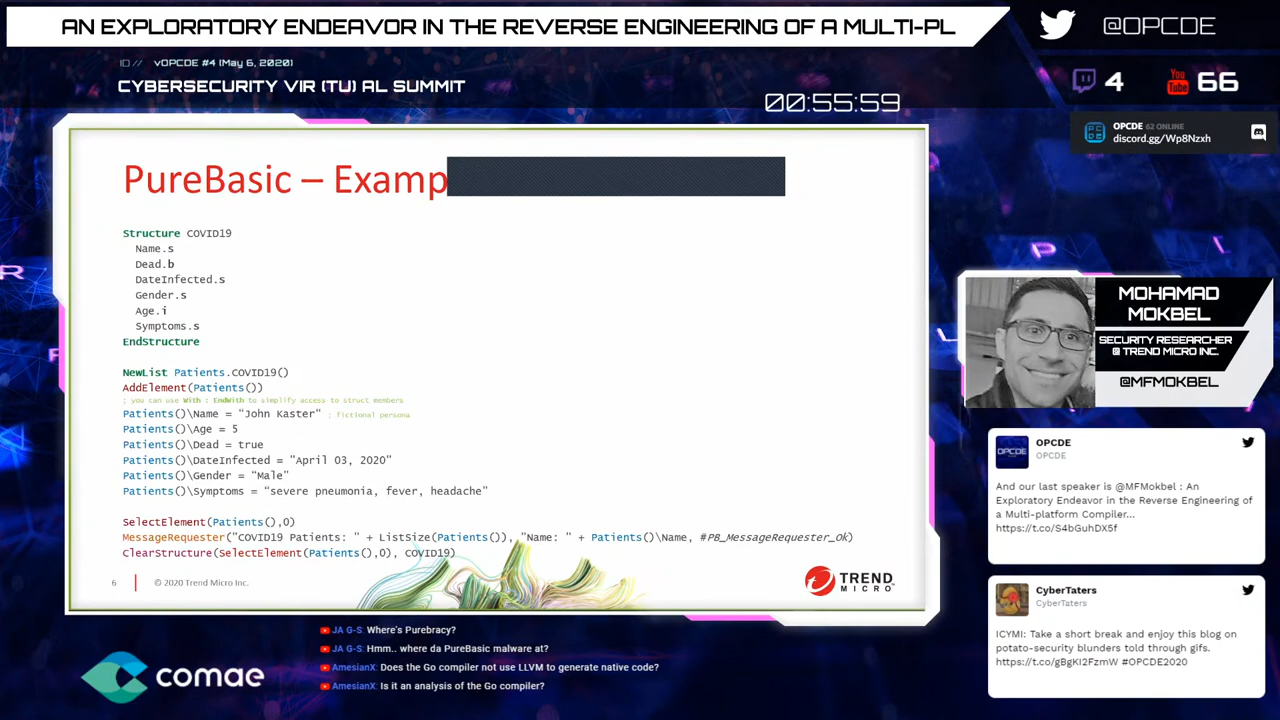 AN EXPLORATORY ENDEAVOR IN THE REVERSE ENGINEERING OF A MULTI-PL
@OPCDE
ID // vOPCDE #4 (May 6, 2020)
CYBERSECURITY VIR (TU) AL SUMMIT
00:55:59
4
You Tube
66
OPCDE 62 ONLINE
discord.gg/Wp8Nzxh
PureBasic – Examp
Structure COVID19
Name.s
Dead.b
DateInfected.s
Gender.s
Age.i
Symptoms.s
EndStructure
NewList Patients.COVID19()
AddElement(Patients())
; you can use With : EndWith to simplify access to struct members
Patients()\Name = "John Kaster" ; fictional persona
Patients()\Age = 5
Patients()\Dead = true
Patients()\DateInfected = "April 03, 2020"
Patients()\Gender = "Male"
Patients()\Symptoms = "severe pneumonia, fever, headache"
SelectElement(Patients(),0)
MessageRequester("COVID19 Patients: " + ListSize(Patients()), "Name: " + Patients()\Name, #PB_MessageRequester_Ok)
ClearStructure(SelectElement(Patients(),0), COVID19)
6
© 2020 Trend Micro Inc.
TREND
MICRO
MOHAMAD
MOKBEL
SECURITY RESEARCHER
@ TREND MICRO INC.
@MFMOKBEL
OPCDE
OPCDE
OPCDE
And our last speaker is @MFMokbel : An
Exploratory Endeavor in the Reverse Engineering of
a Multi-platform Compiler...
https://t.co/S4bGuhDX5f
CyberTaters
CyberTaters
ICYMI: Take a short break and enjoy this blog on
potato-security blunders told through gifs.
https://t.co/gBgKI2FzmW #OPCDE2020
JA G-S: Where's Purebracy?
JA G-S: Hmm.. where da PureBasic malware at?
AmesianX: Does the Go compiler not use LLVM to generate native code?
AmesianX: Is it an analysis of the Go compiler?
comae